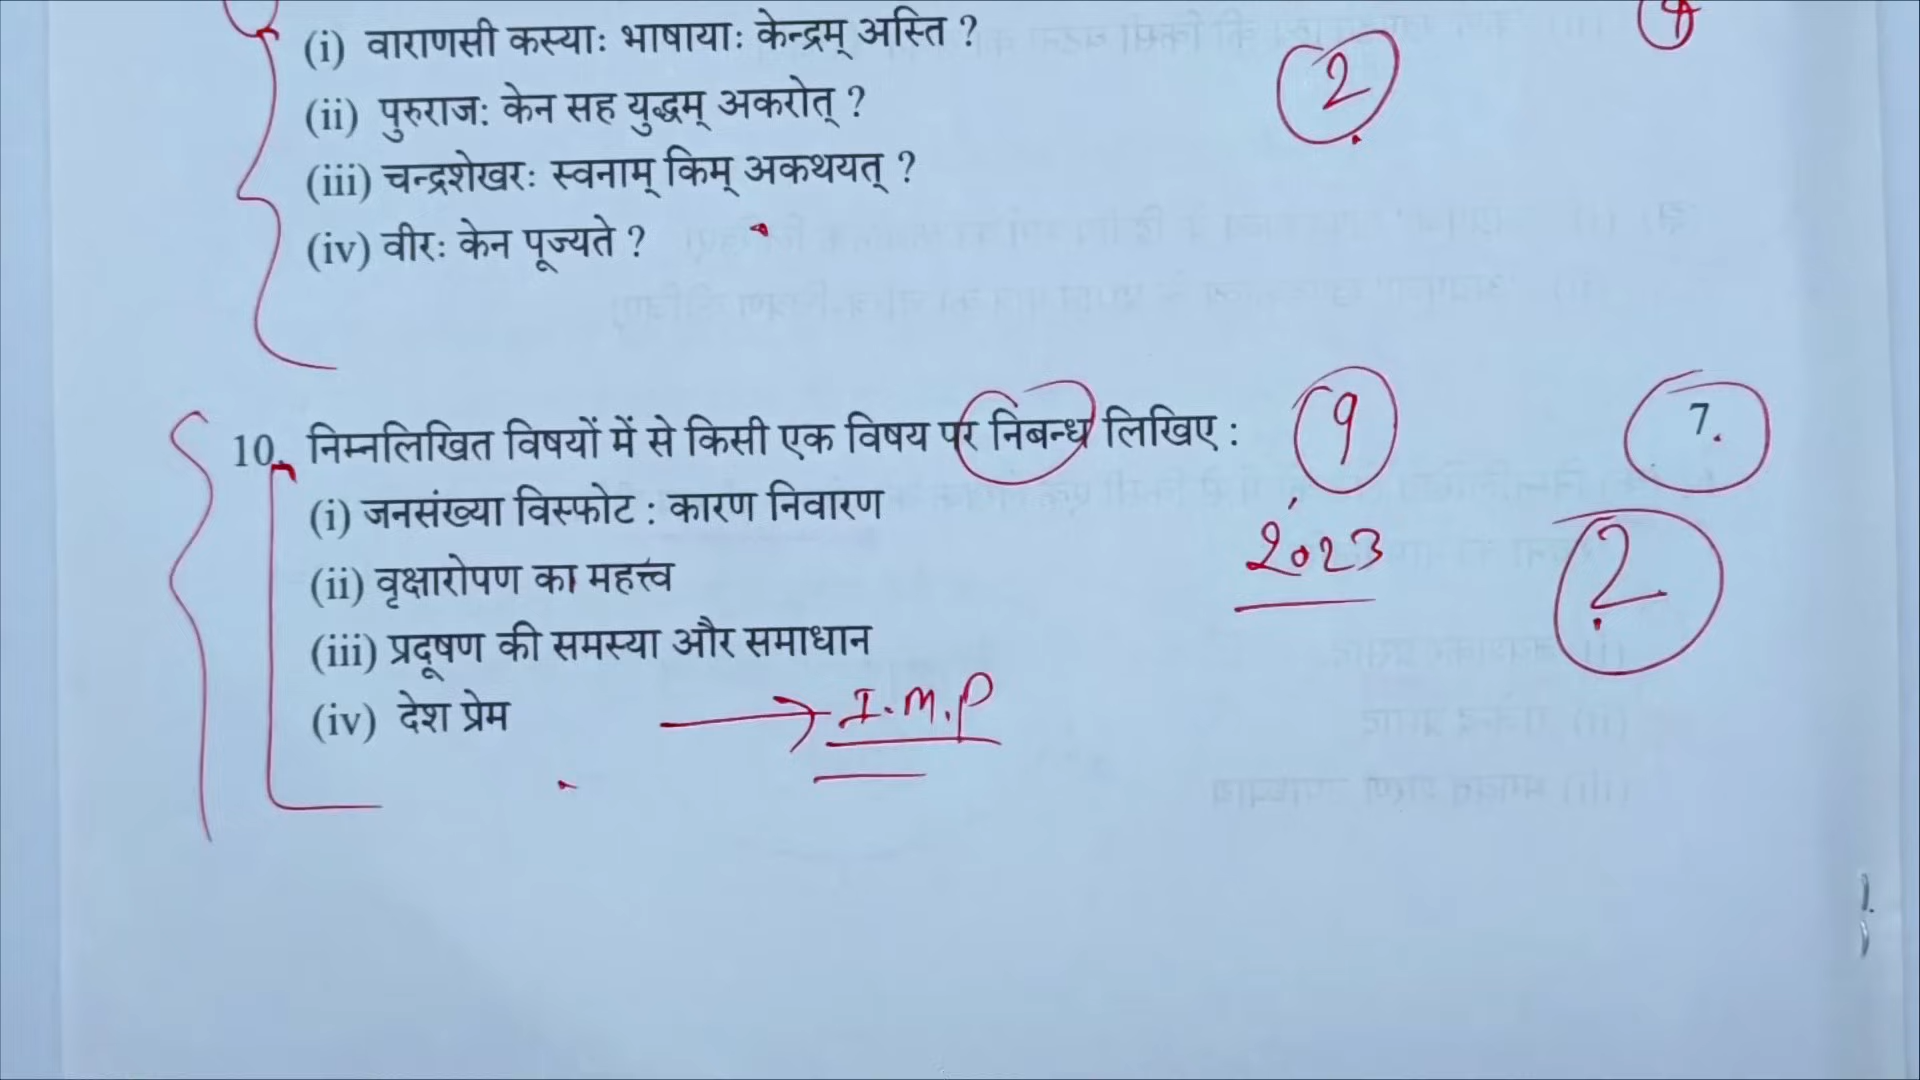 (i) वाराणसी कस्याः भाषायाः केन्द्रम् अस्ति ?
2
(ii) पुरुराजः केन सह युद्धम् अकरोत् ?
(iii) चन्द्रशेखरः स्वनाम् किम् अकथयत् ?
(iv) वीरः केन पूज्यते ?
10. निम्नलिखित विषयों में से किसी एक विषय पर निबन्ध लिखिए : 9 7.
(i) जनसंख्या विस्फोट : कारण निवारण
2023 2
(ii) वृक्षारोपण का महत्त्व
(iii) प्रदूषण की समस्या और समाधान
(iv) देश प्रेम I.M.P